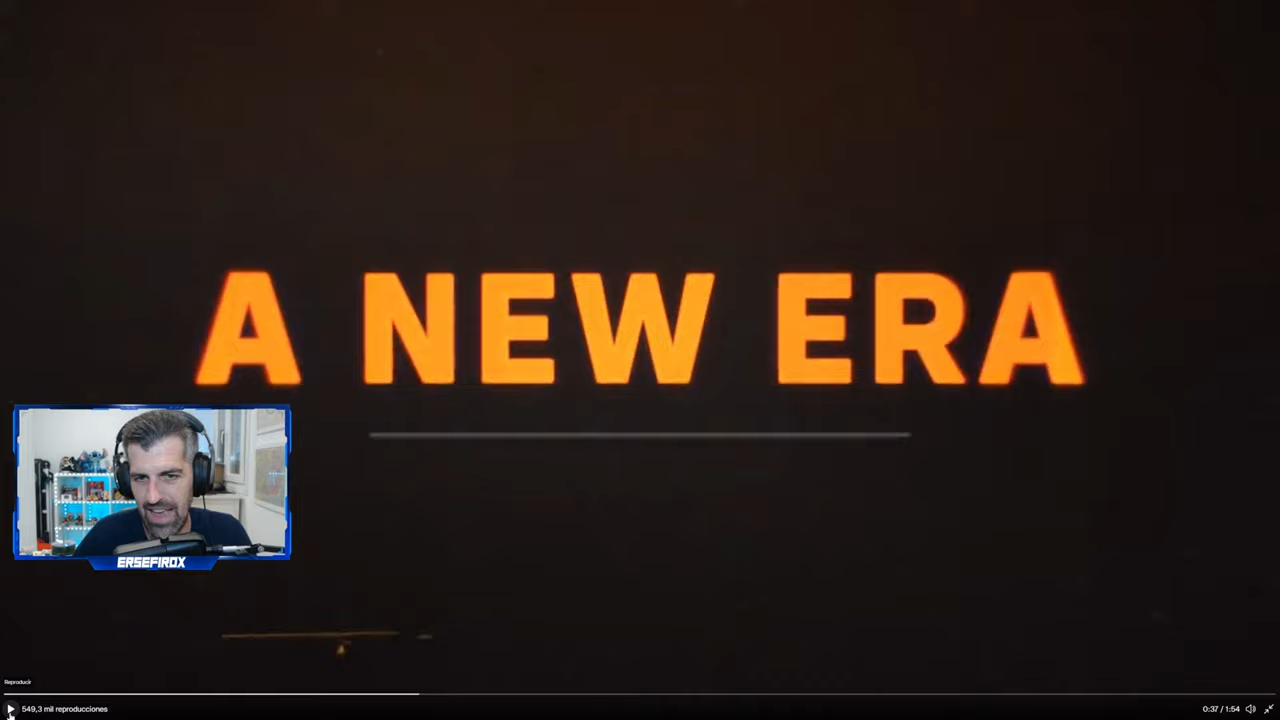 A NEW ERA
ERSEFIROX
Reproducir
549,3 mil reproducciones
0:37 / 1:54